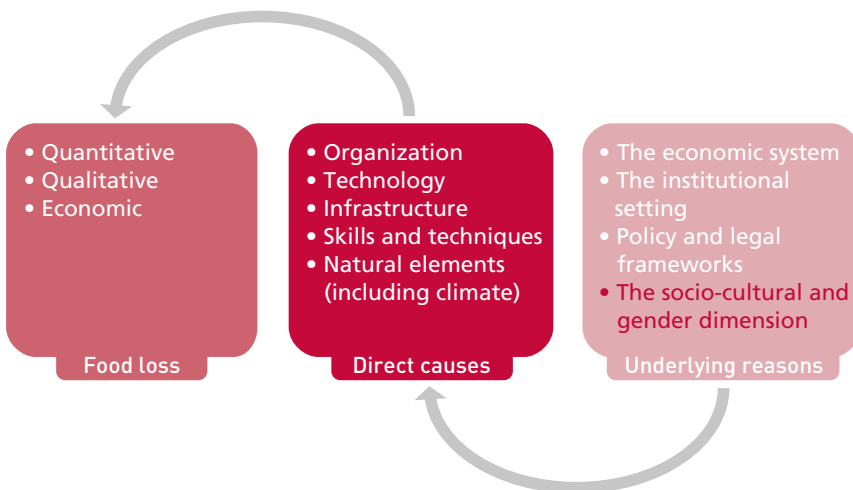 • Quantitative
• Qualitative
• Economic
Food loss
• Organization
• Technology
• Infrastructure
• Skills and techniques
• Natural elements
(including climate)
Direct causes
• The economic system
• The institutional
setting
• Policy and legal
frameworks
• The socio-cultural and
gender dimension
Underlying reasons